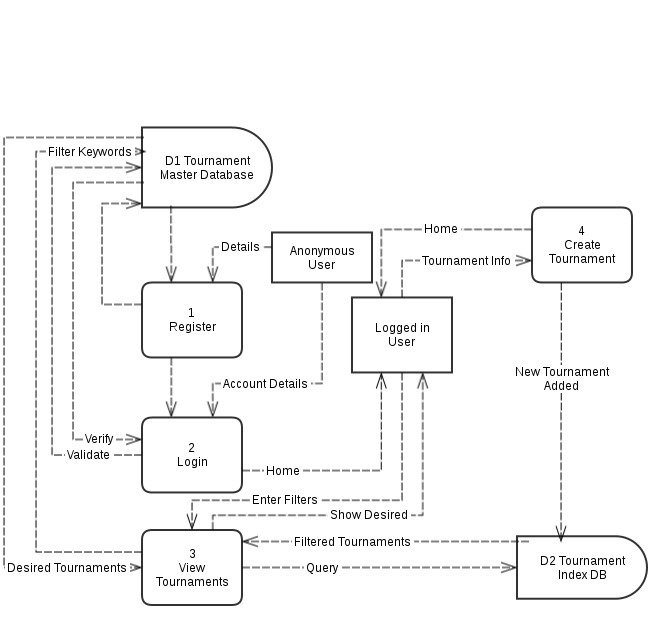 Filter Keywords
D1 Tournament
Master Database
4
Create
Tournament
Home
Details
Anonymous
User
Tournament Info
1
Register
Logged in
User
New Tournament
Added
Account Details
Verify
Validate
2
Login
Home
Enter Filters
Show Desired
Filtered Tournaments
3
View
Tournaments
Desired Tournaments
Query
D2 Tournament
Index DB